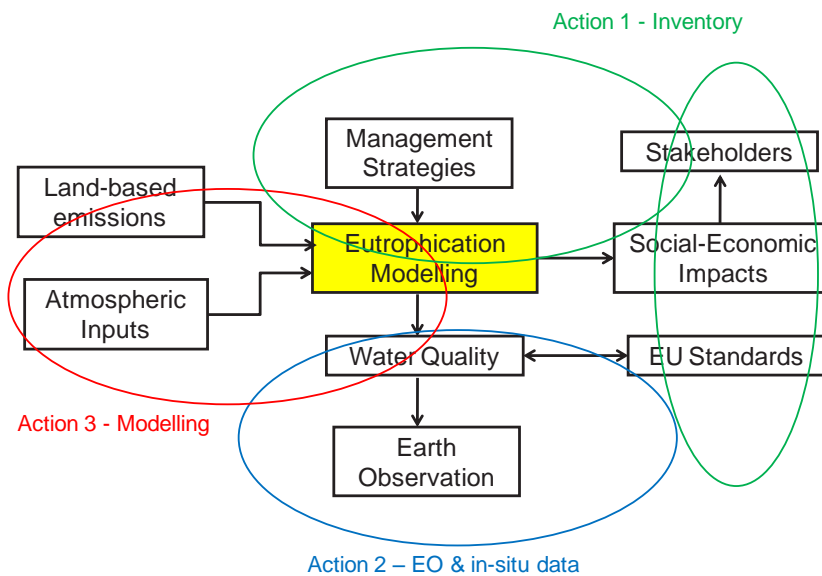 Action 1 - Inventory
Management
Strategies
Stakeholders
Land-based
emissions
Eutrophication
Modelling
Social-Economic
Impacts
Atmospheric
Inputs
Water Quality
EU Standards
Action 3 - Modelling
Earth
Observation
Action 2 – EO & in-situ data